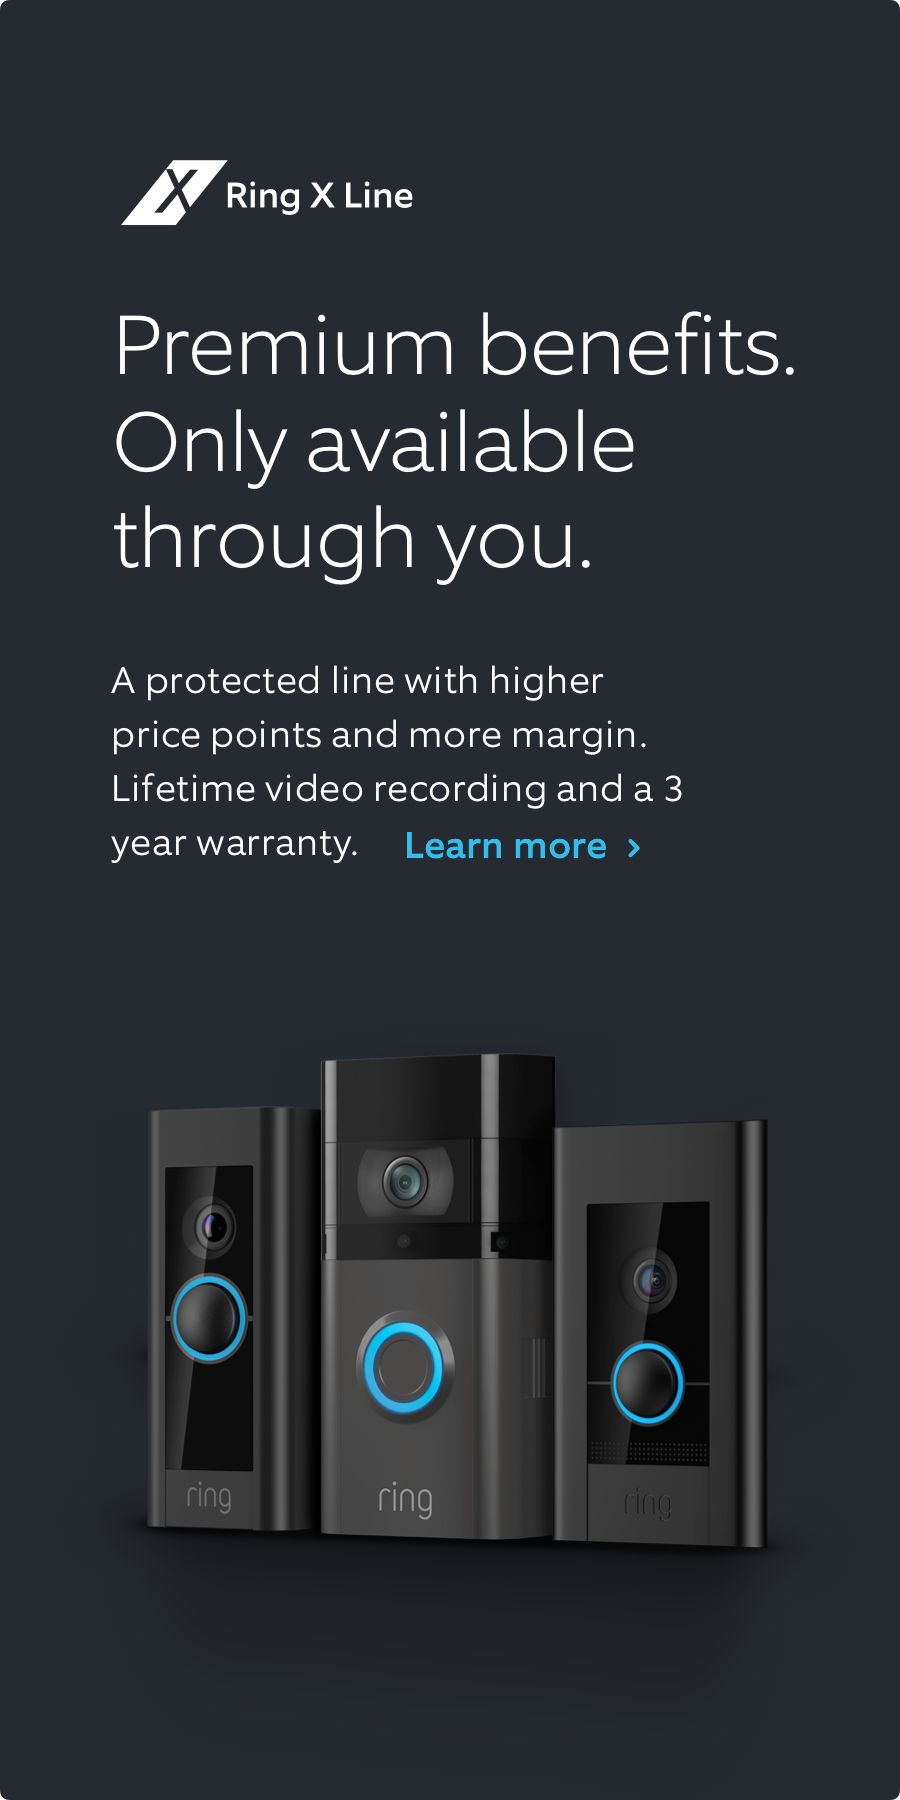 X Ring X Line
Premium benefits.
Only available
through you.
A protected line with higher
price points and more margin.
Lifetime video recording and a 3
year warranty. Learn more >
ring
ring
ring